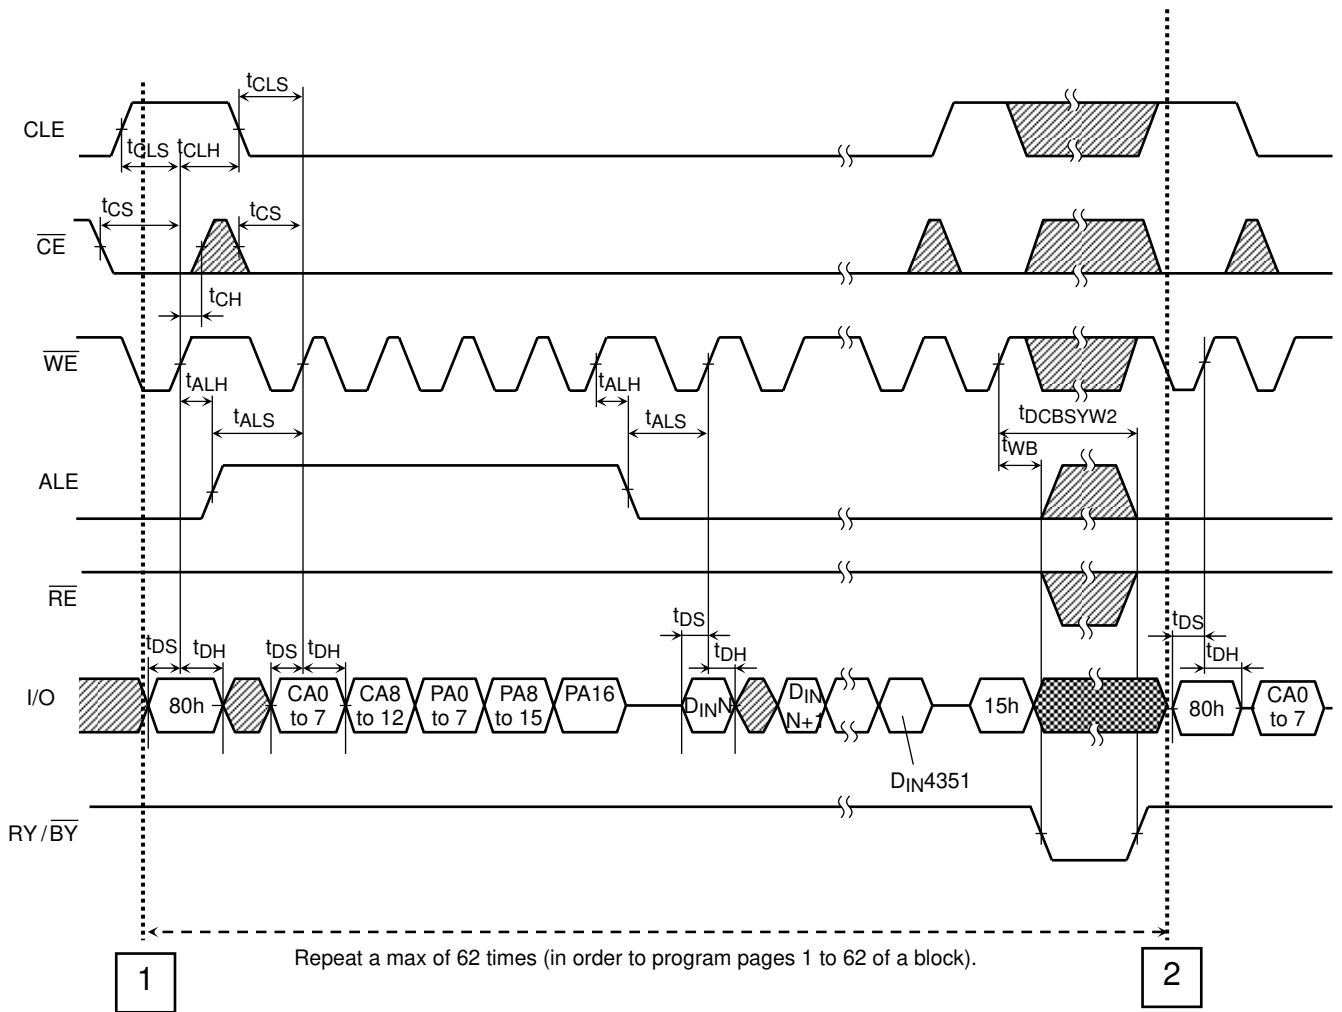 tCLS
CLE
tCLS tCLH
tCS tCS
CE
tCH
WE
tALH tALH
tALS tALS
tDCBSYW2
tWB
ALE
RE
tDS tDH tDS tDH tDS tDH tDS tDH
I/O
80h
CA0 to 7
CA8 to 12
PA0 to 7
PA8 to 15
PA16
DINN
DIN N+1
15h
80h
CA0 to 7
DIN4351
RY/BY
Repeat a max of 62 times (in order to program pages 1 to 62 of a block).
1
2